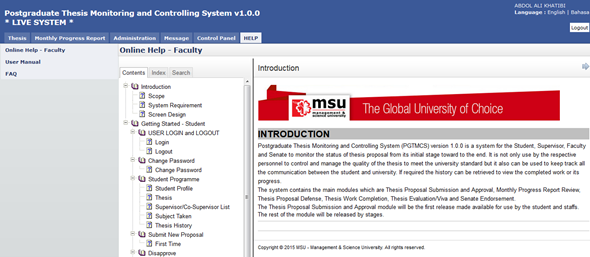 Postgraduate Thesis Monitoring and Controlling System v1.0.0
* LIVE SYSTEM *
ABDOL ALI KHATIBI
Language : English | Bahasa
Logout
Thesis Monthly Progress Report Administration Message Control Panel HELP
Online Help - Faculty
User Manual
FAQ
Online Help - Faculty
Contents Index Search
Introduction
Scope
System Requirement
Screen Design
Getting Started - Student
USER LOGIN and LOGOUT
Login
Logout
Change Password
Change Password
Student Programme
Student Profile
Thesis
Supervisor/Co-Supervisor List
Subject Taken
Thesis History
Submit New Proposal
First Time
Disapprove
Introduction
msu
management &
science university
The Global University of Choice
INTRODUCTION
Postgraduate Thesis Monitoring and Controlling System (PGTMCS) version 1.0.0 is a system for the Student, Supervisor, Faculty
and Senate to monitor the status of thesis proposal from its initial stage toward to the end. It is not only use by the respective
personnel to control and manage the quality of the thesis to meet the university standard but it also can be used to keep track all
the communication between the student and university. If required the history can be retrieved to view the completed work or its
progress.
The system contains the main modules which are Thesis Proposal Submission and Approval, Monthly Progress Report Review,
Thesis Proposal Defense, Thesis Work Completion, Thesis Evaluation/Viva and Senate Endorsement.
The Thesis Proposal Submission and Approval module will be the first release made available for use by the student and staffs.
The rest of the module will be released by stages.
Copyright © 2015 MSU - Management & Science University. All rights reserved.